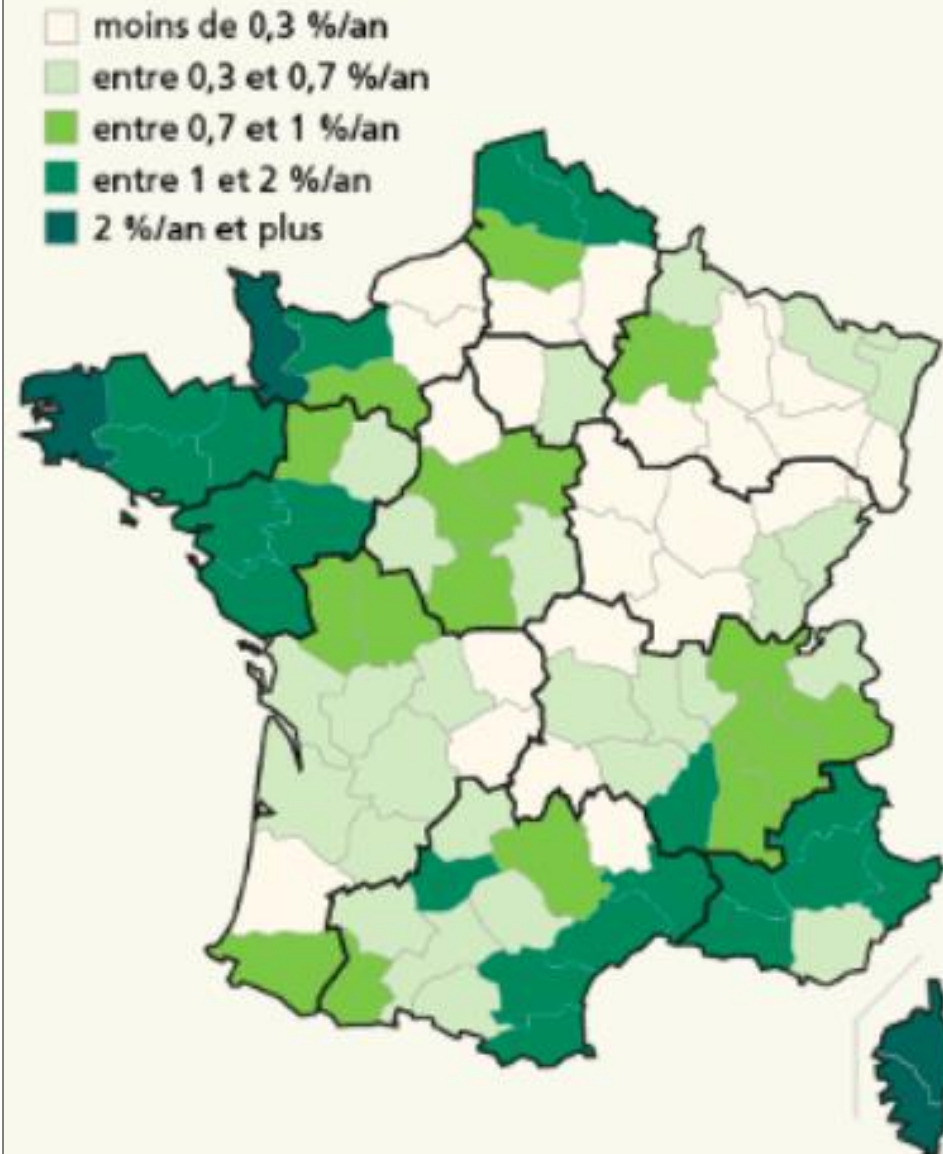 moins de 0,3 %/an
entre 0,3 et 0,7 %/an
entre 0,7 et 1 %/an
entre 1 et 2 %/an
2 %/an et plus